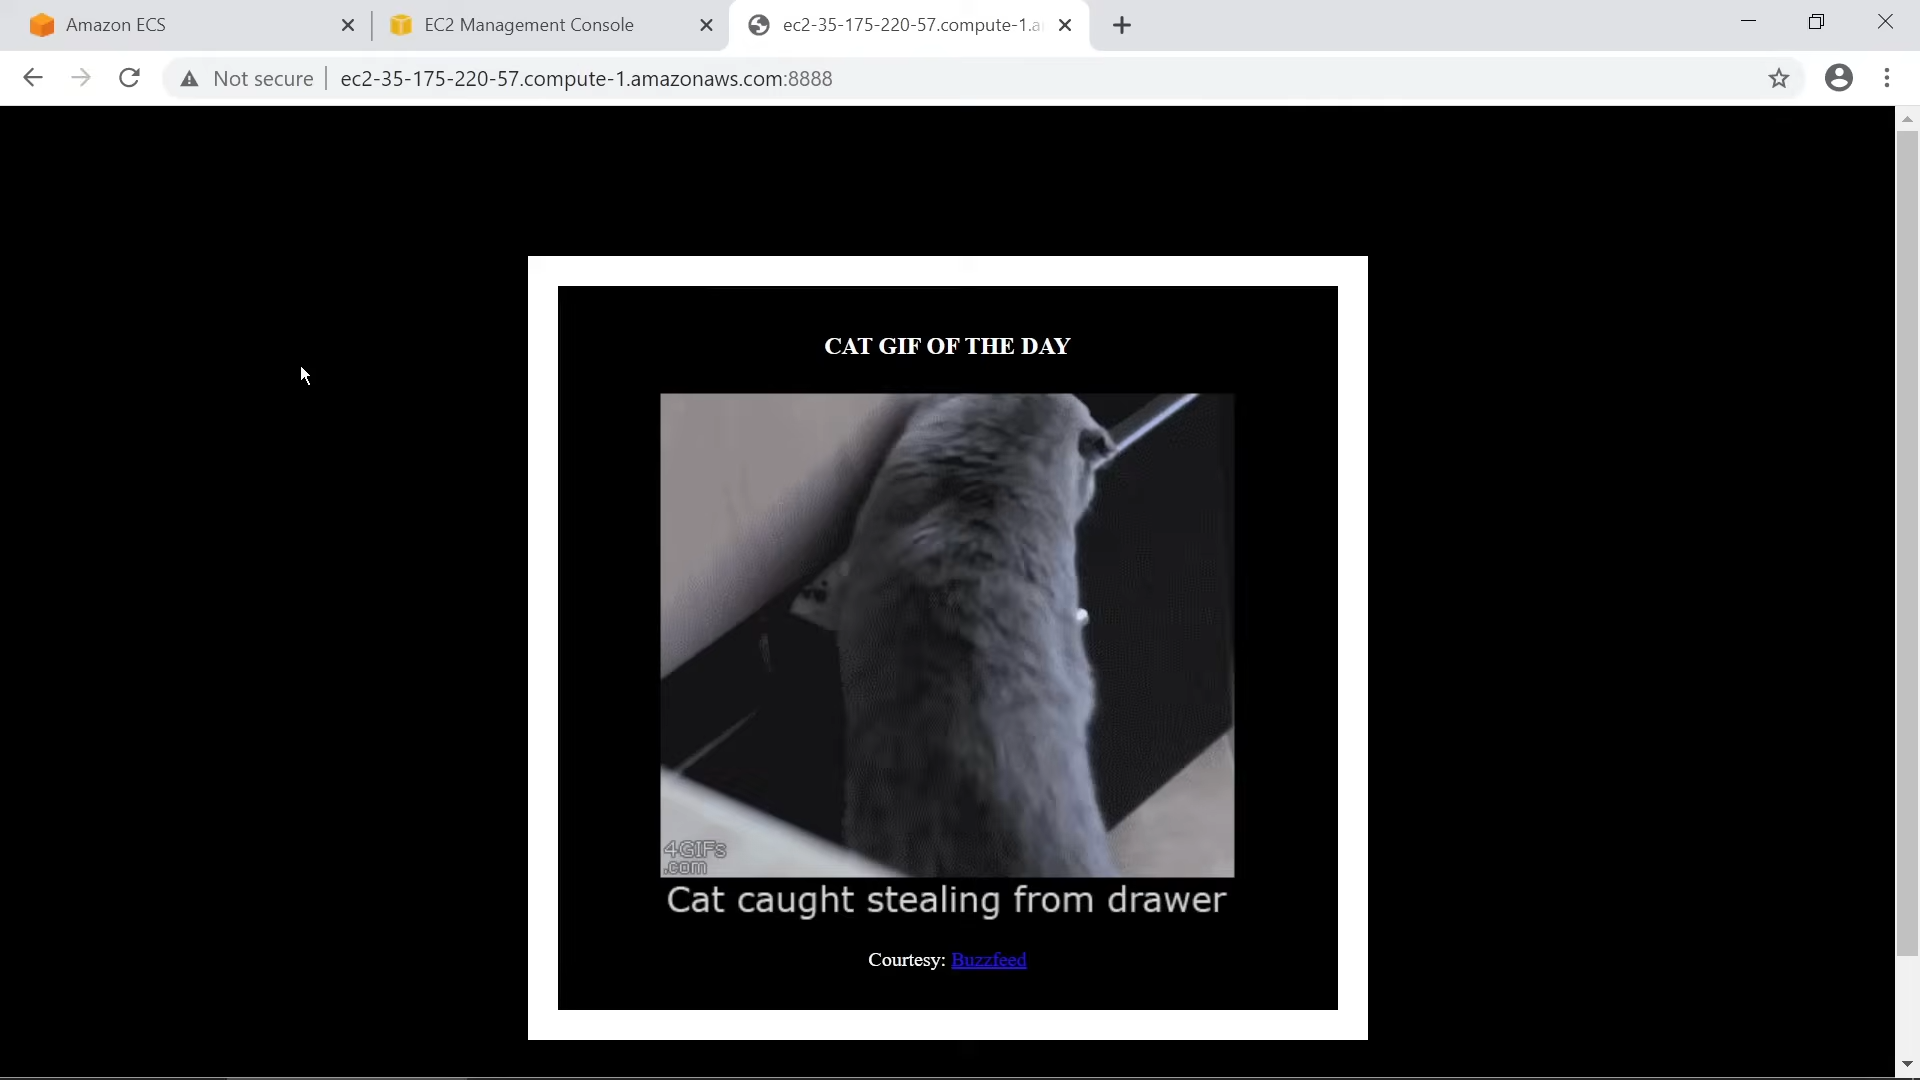 Amazon ECS
EC2 Management Console
ec2-35-175-220-57.compute-1.a
Not secure
ec2-35-175-220-57.compute-1.amazonaws.com:8888
CAT GIF OF THE DAY
4GIFs
.com
Cat caught stealing from drawer
Courtesy: Buzzfeed